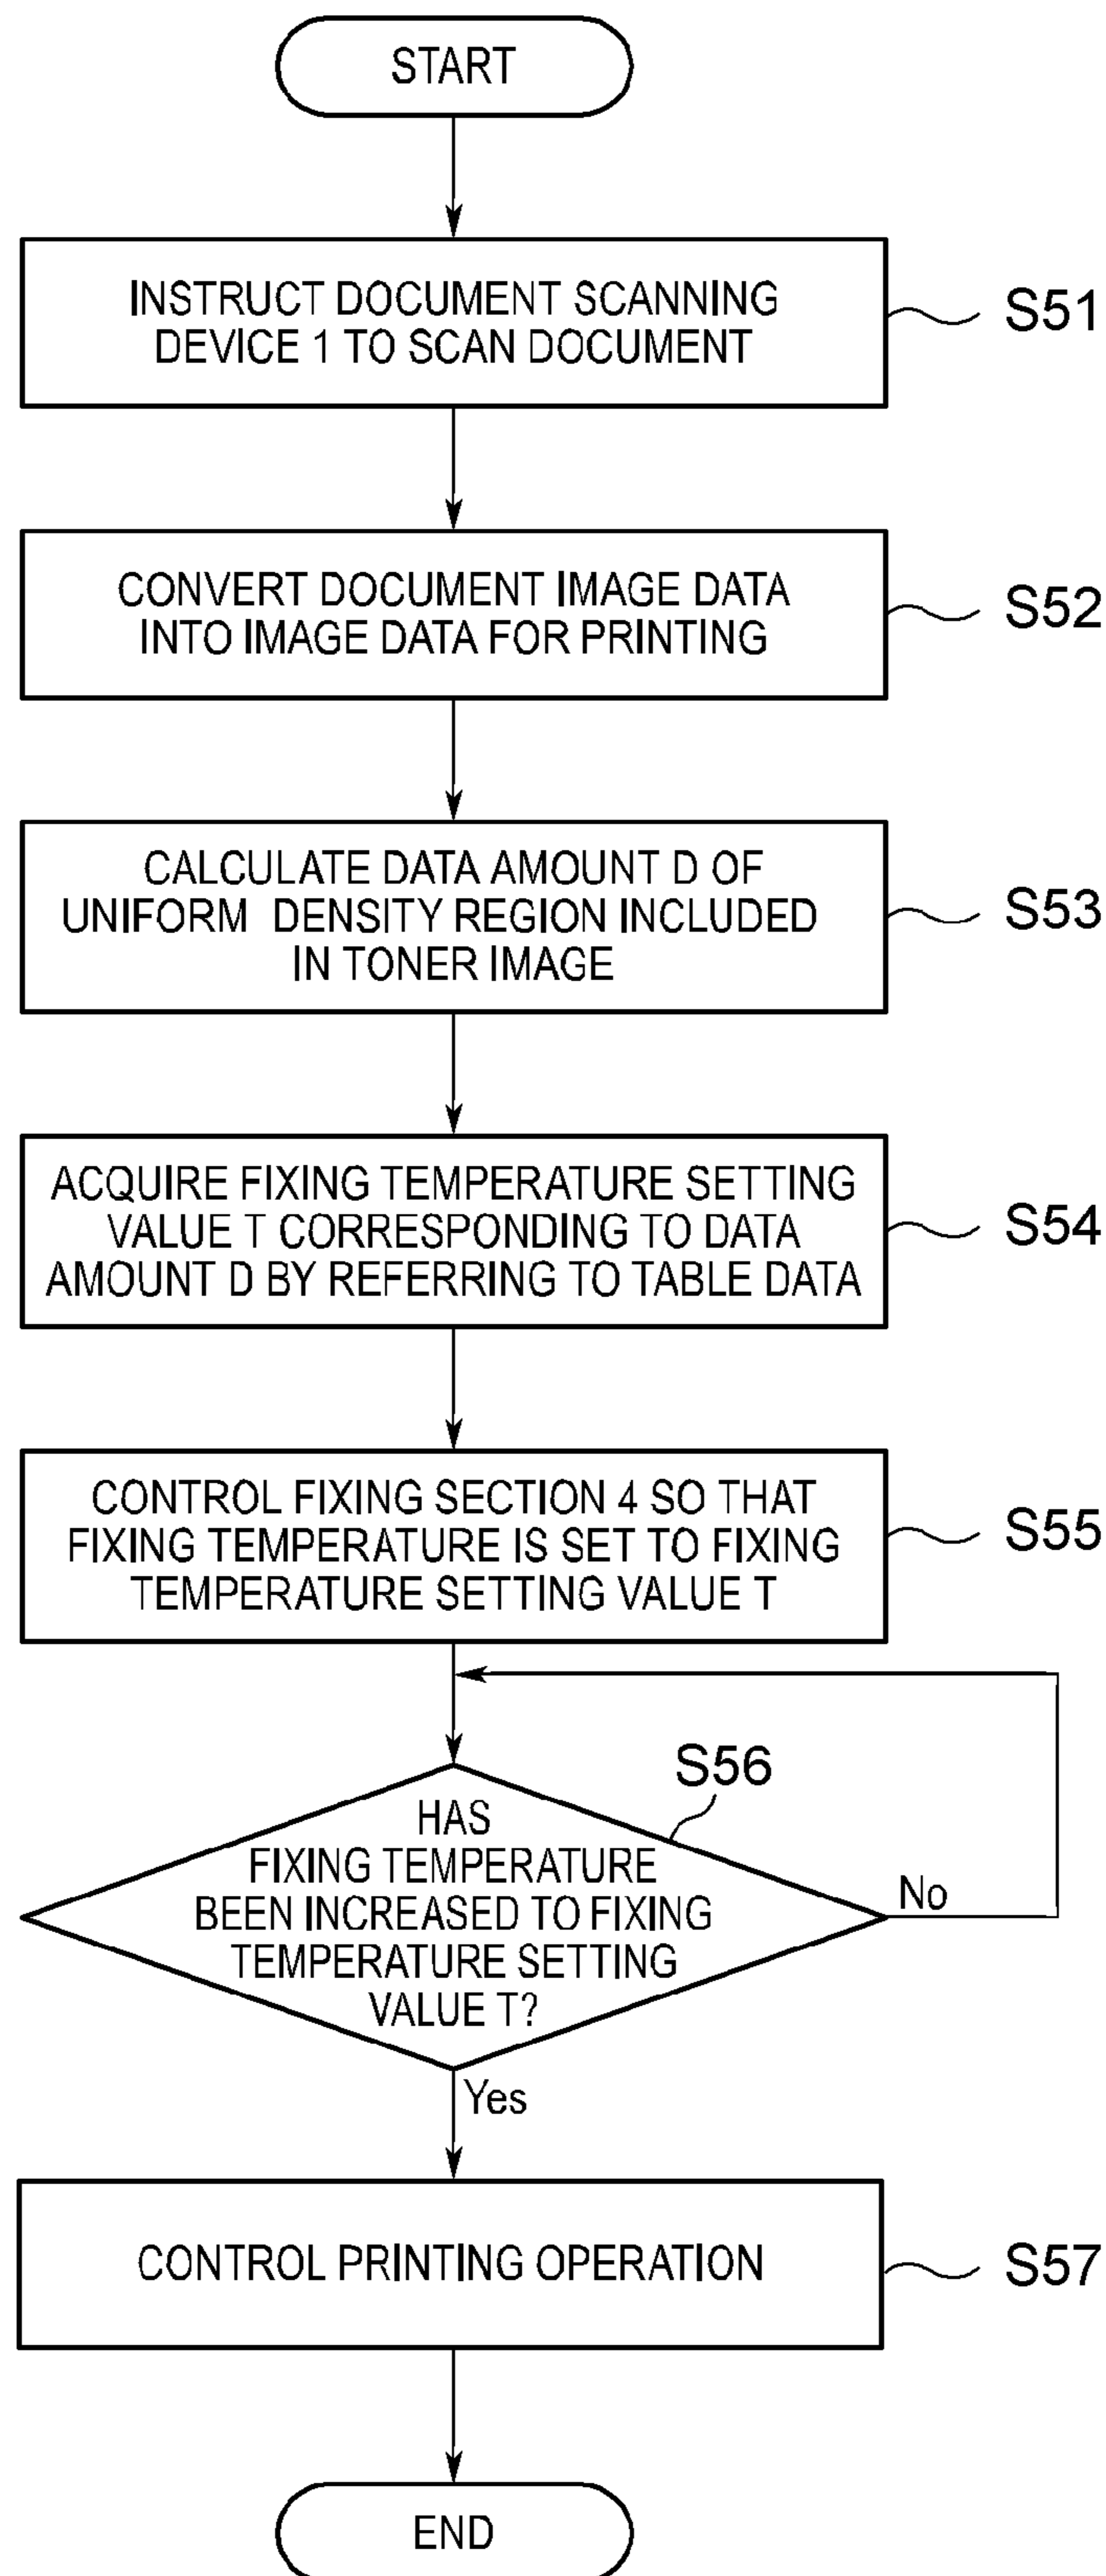 START
INSTRUCT DOCUMENT SCANNING
DEVICE 1 TO SCAN DOCUMENT
S51
CONVERT DOCUMENT IMAGE DATA
INTO IMAGE DATA FOR PRINTING
S52
CALCULATE DATA AMOUNT D OF
UNIFORM DENSITY REGION INCLUDED
IN TONER IMAGE
S53
ACQUIRE FIXING TEMPERATURE SETTING
VALUE T CORRESPONDING TO DATA
AMOUNT D BY REFERRING TO TABLE DATA
S54
CONTROL FIXING SECTION 4 SO THAT
FIXING TEMPERATURE IS SET TO FIXING
TEMPERATURE SETTING VALUE T
S55
S56
HAS
FIXING TEMPERATURE
BEEN INCREASED TO FIXING
TEMPERATURE SETTING
VALUE T?
No
Yes
CONTROL PRINTING OPERATION
S57
END